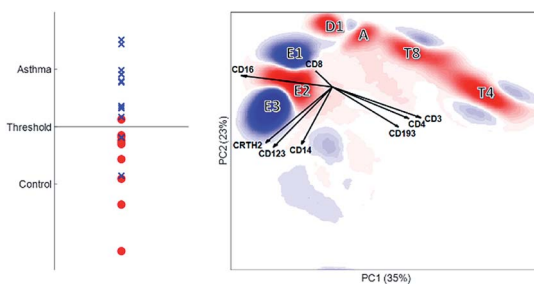 Asthma
Threshold
Control
PC2 (23%)
D1
A
E1
CD8
T8
CD16
E2
T4
E3
CD3
CD4
CD193
CRTH2
CD123
CD14
PC1 (35%)